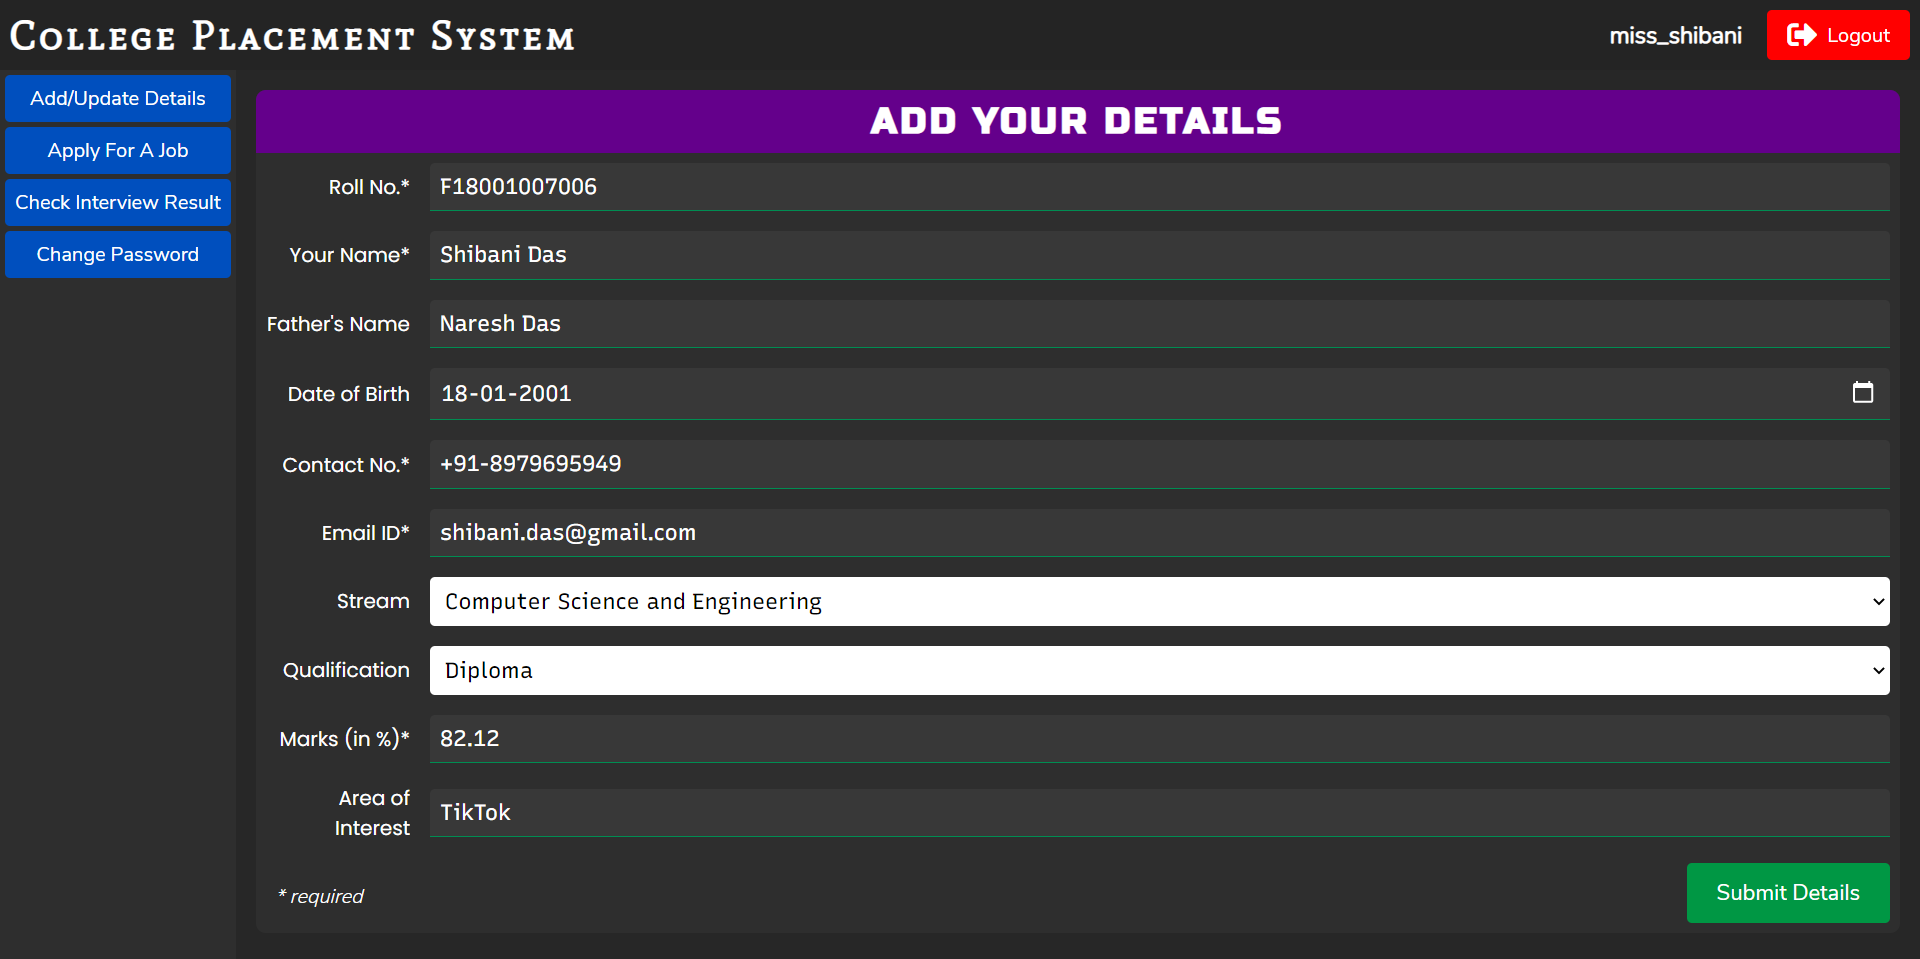 College Placement System
miss_shibani
Logout
Add/Update Details
Apply For A Job
Check Interview Result
Change Password
ADD YOUR DETAILS
Roll No.* F18001007006
Your Name* Shibani Das
Father's Name Naresh Das
Date of Birth 18-01-2001
Contact No.* +91-8979695949
Email ID* shibani.das@gmail.com
Stream Computer Science and Engineering
Qualification Diploma
Marks (in %)* 82.12
Area of
Interest TikTok
* required
Submit Details